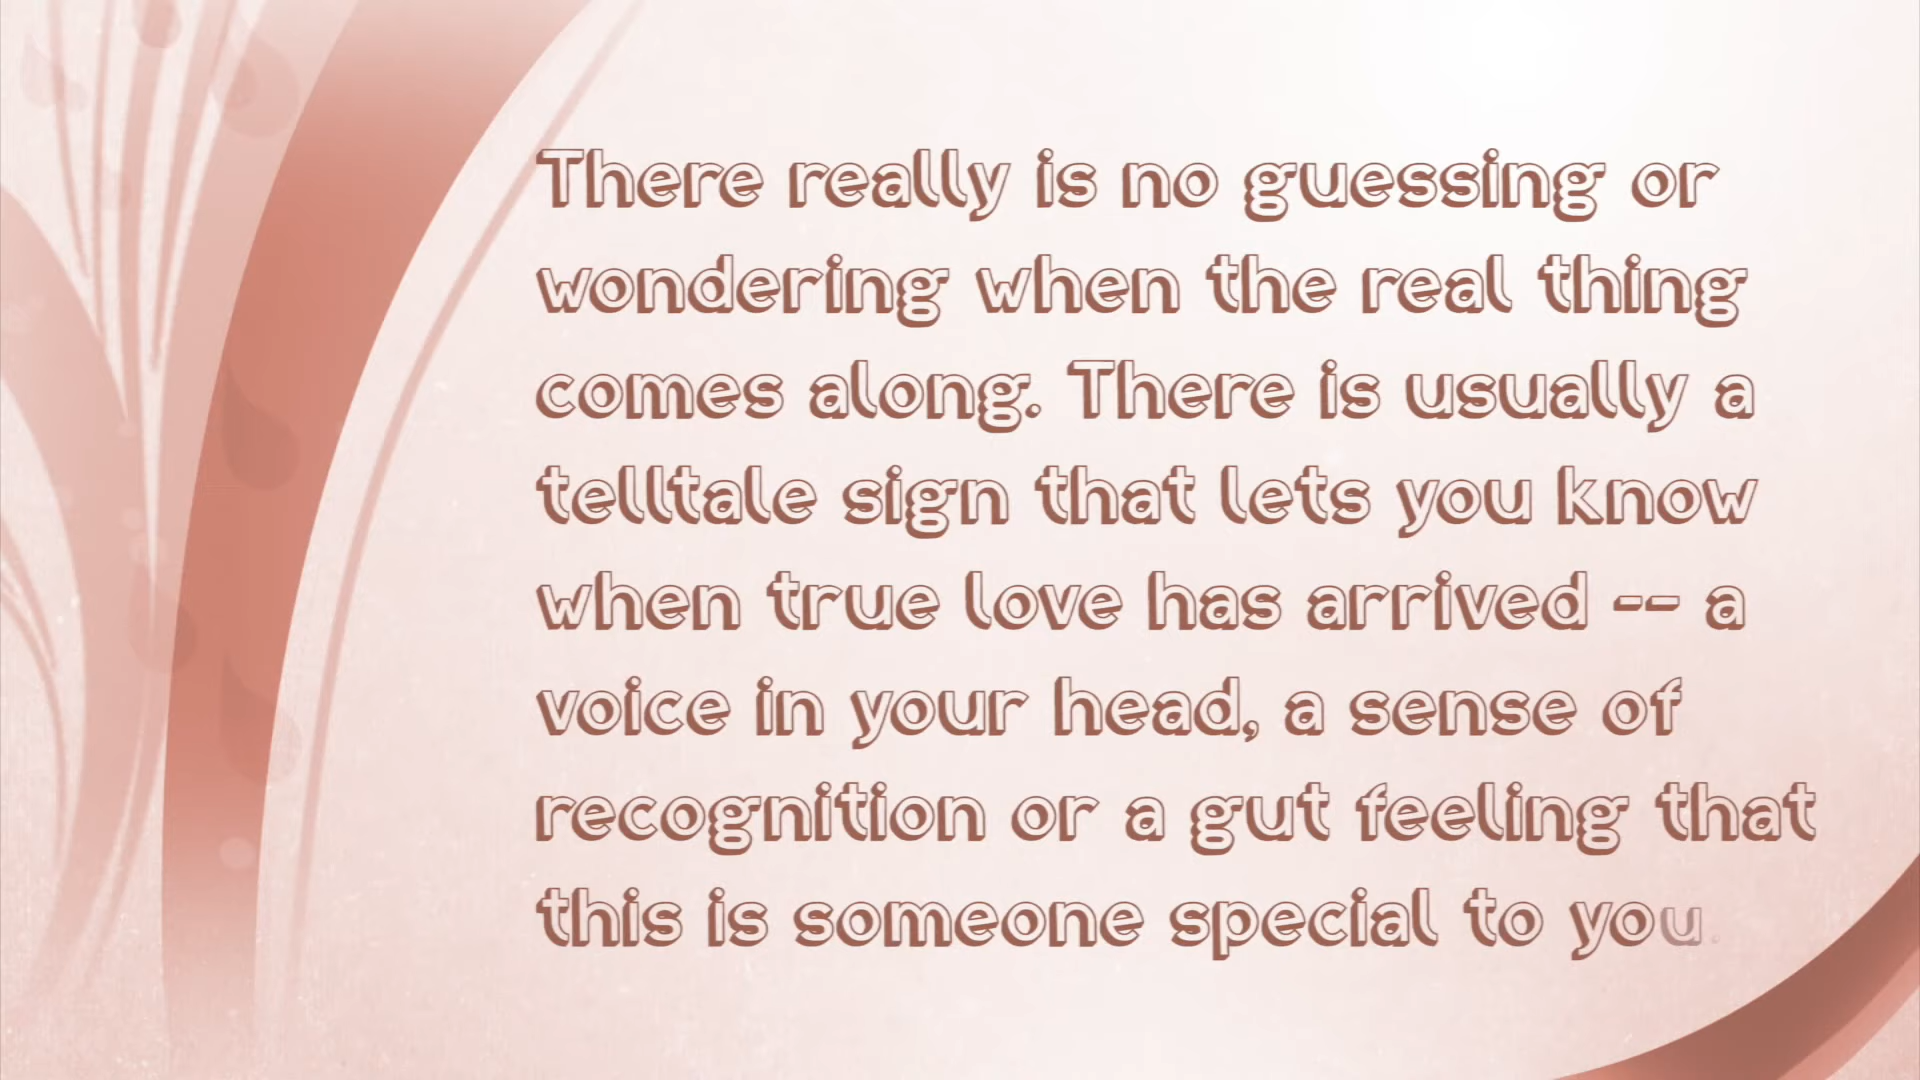 There really is no guessing or
wondering when the real thing
comes along. There is usually a
telltale sign that lets you know
when true love has arrived -- a
voice in your head, a sense of
recognition or a gut feeling that
this is someone special to you.